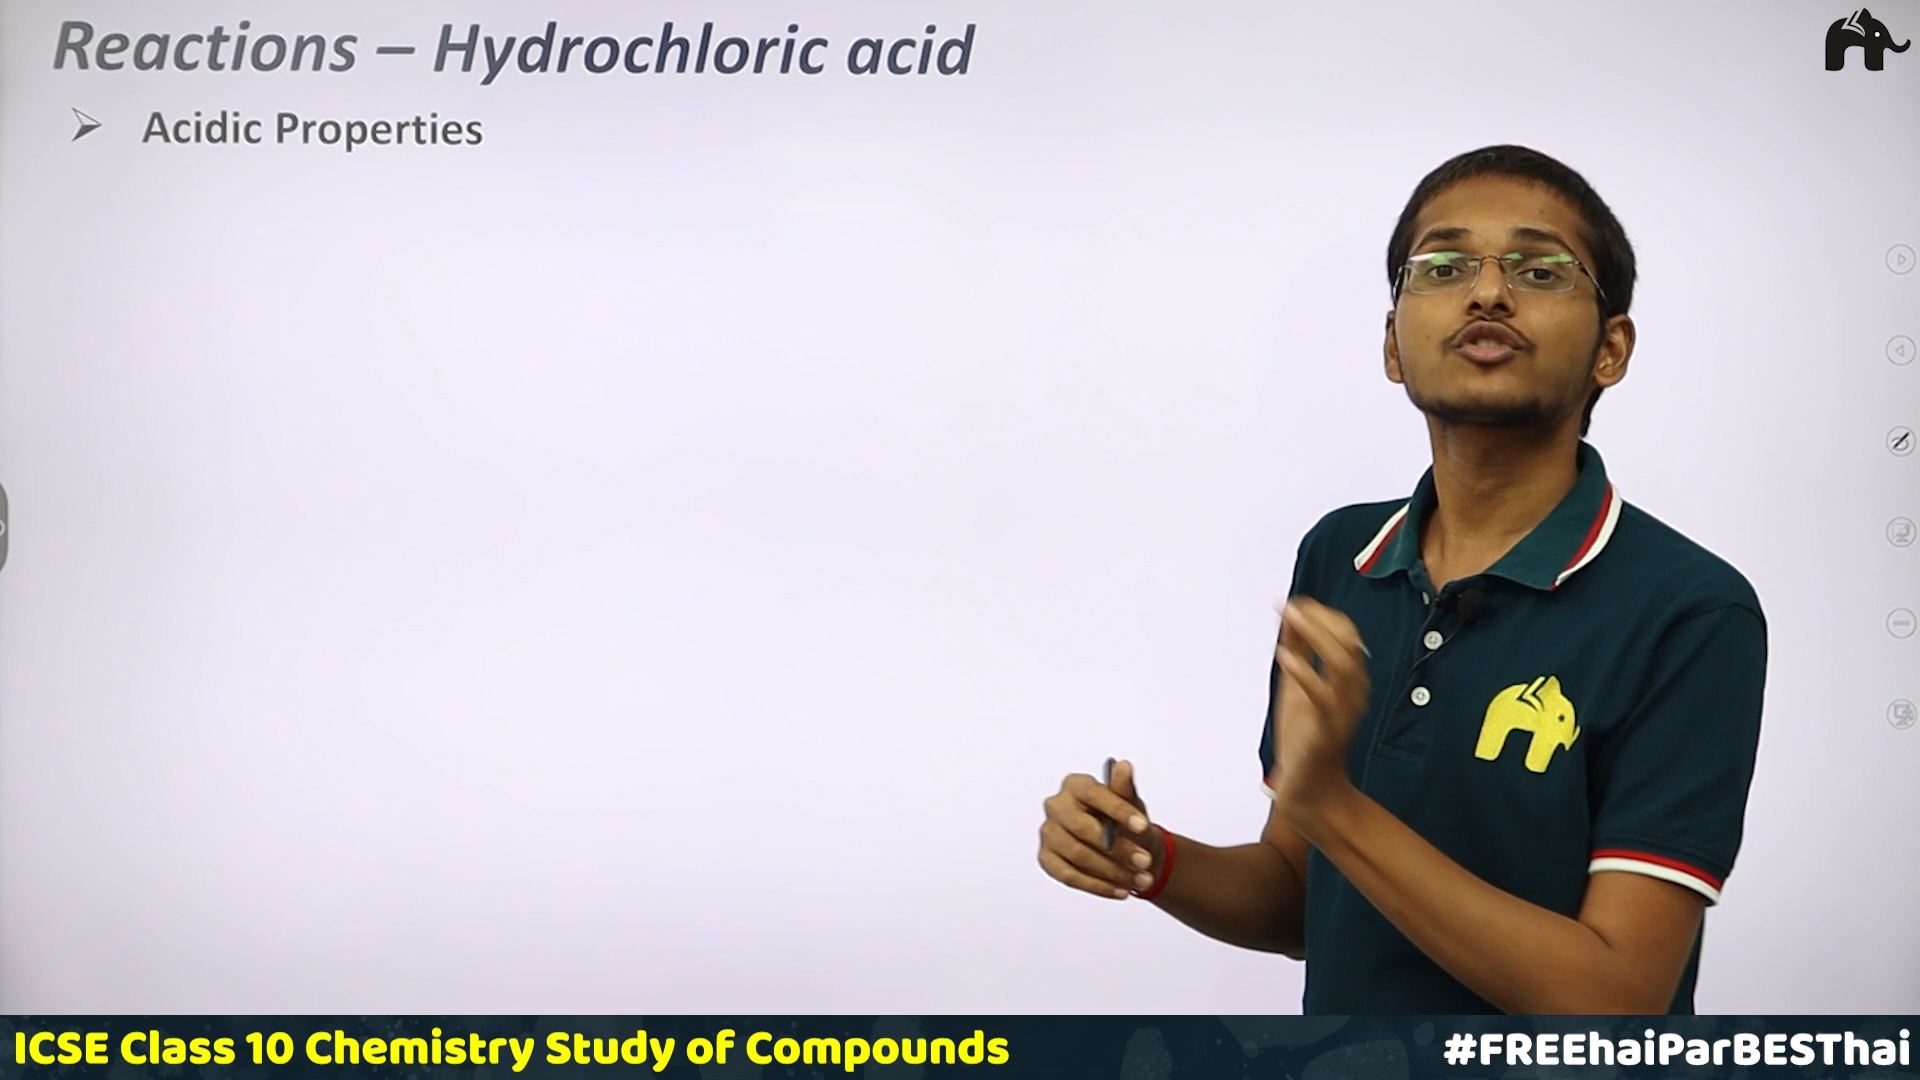 Reactions – Hydrochloric acid
➢ Acidic Properties
ICSE Class 10 Chemistry Study of Compounds
#FREEhaiParBESThai